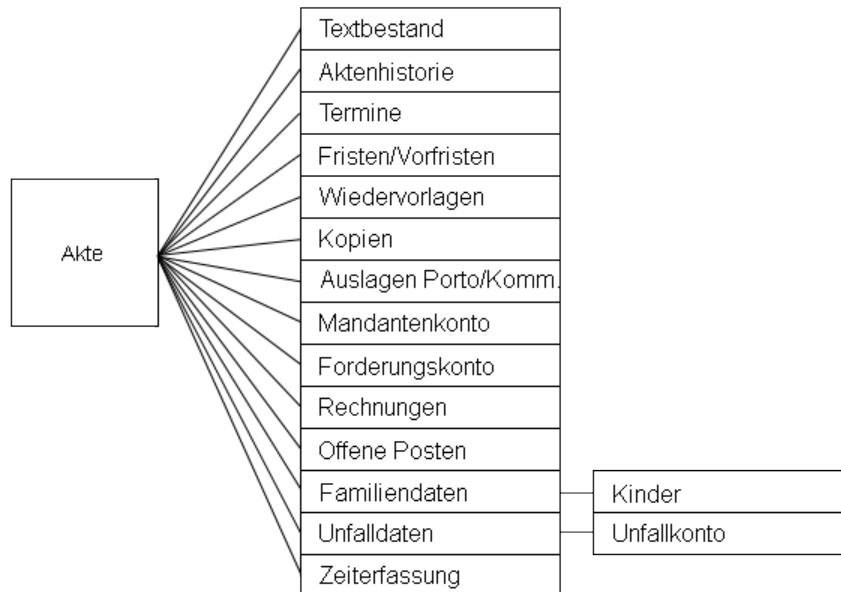 Textbestand
Aktenhistorie
Termine
Fristen/Vorfristen
Wiedervorlagen
Akte
Kopien
Auslagen Porto/Komm.
Mandantenkonto
Forderungskonto
Rechnungen
Offene Posten
Familiendaten
Kinder
Unfalldaten
Unfallkonto
Zeiterfassung